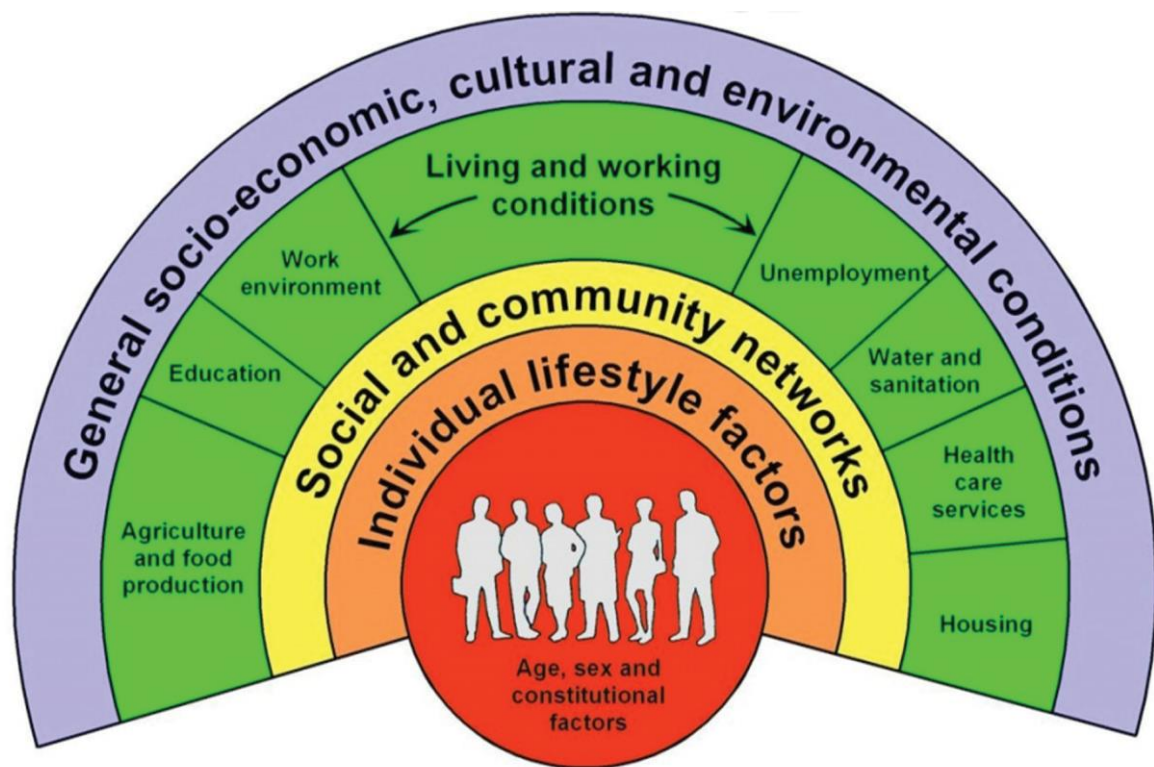 General socio-economic, cultural and environmental conditions
Living and working
conditions
Work
environment
Unemployment
Education
Water and
sanitation
Agriculture
and food
production
Health
care
services
Housing
Social and community networks
Individual lifestyle factors
Age, sex and
constitutional
factors